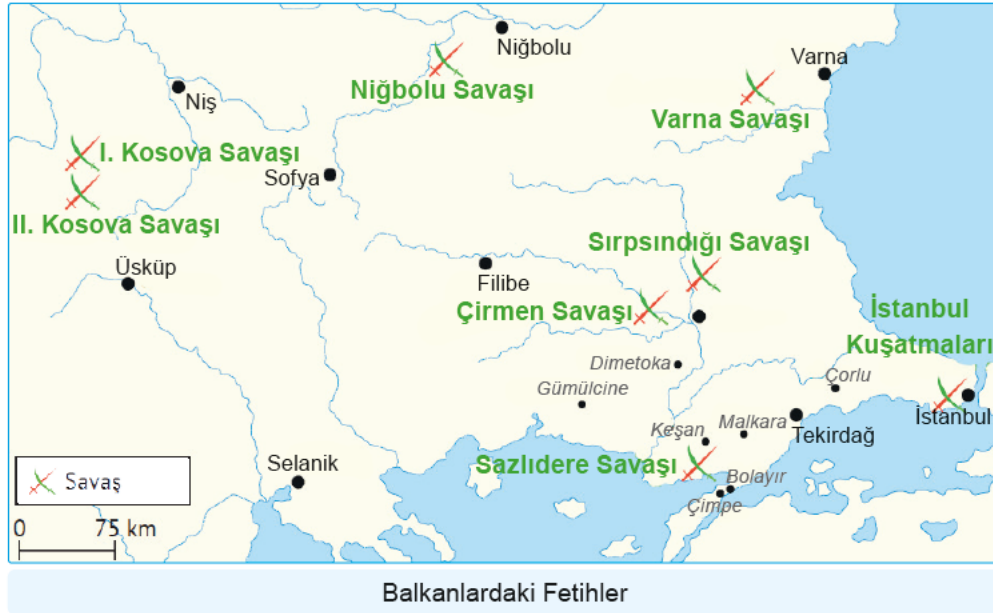 Niğbolu
Niğbolu Savaşı
Varna
Varna Savaşı
Niş
I. Kosova Savaşı
II. Kosova Savaşı
Sofya
Üsküp
Sırpsındığı Savaşı
Filibe
Çirmen Savaşı
İstanbul
Kuşatmaları
Dimetoka
Gümülcine
Çorlu
İstanbul
Keşan
Malkara
Tekirdağ
Selanik
Sazlıdere Savaşı
Bolayır
Çimpe
Savaş
0 75 km
Balkanlardaki Fetihler